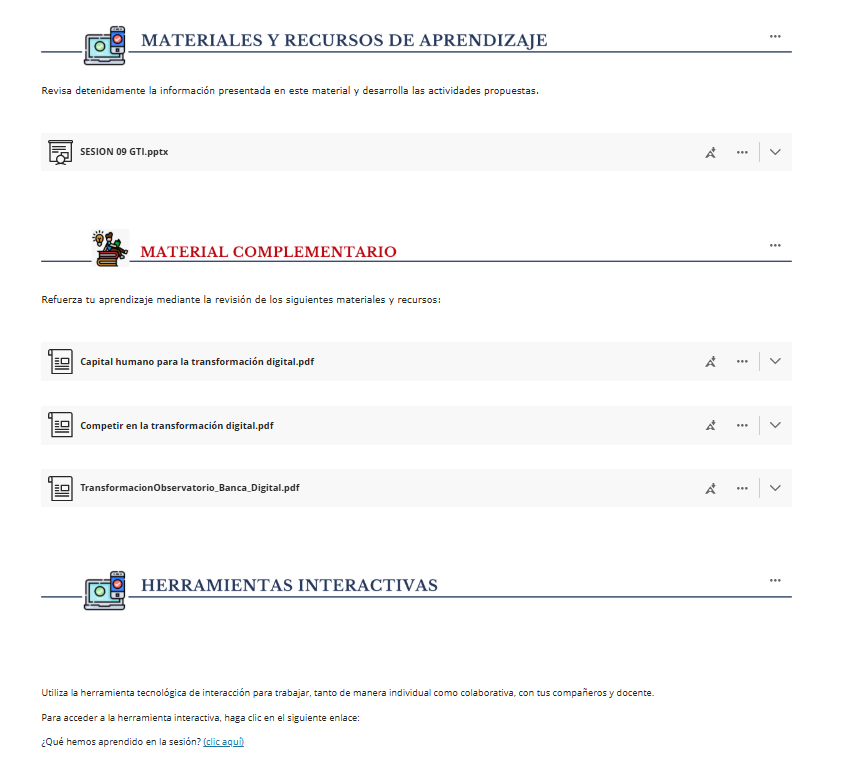 MATERIALES Y RECURSOS DE APRENDIZAJE
Revisa detenidamente la información presentada en este material y desarrolla las actividades propuestas.
SESION 09 GTI.pptx
MATERIAL COMPLEMENTARIO
Refuerza tu aprendizaje mediante la revisión de los siguientes materiales y recursos:
Capital humano para la transformación digital.pdf
Competir en la transformación digital.pdf
TransformacionObservatorio_Banca_Digital.pdf
HERRAMIENTAS INTERACTIVAS
Utiliza la herramienta tecnológica de interacción para trabajar, tanto de manera individual como colaborativa, con tus compañeros y docente.
Para acceder a la herramienta interactiva, haga clic en el siguiente enlace:
¿Qué hemos aprendido en la sesión? (clic aquí)